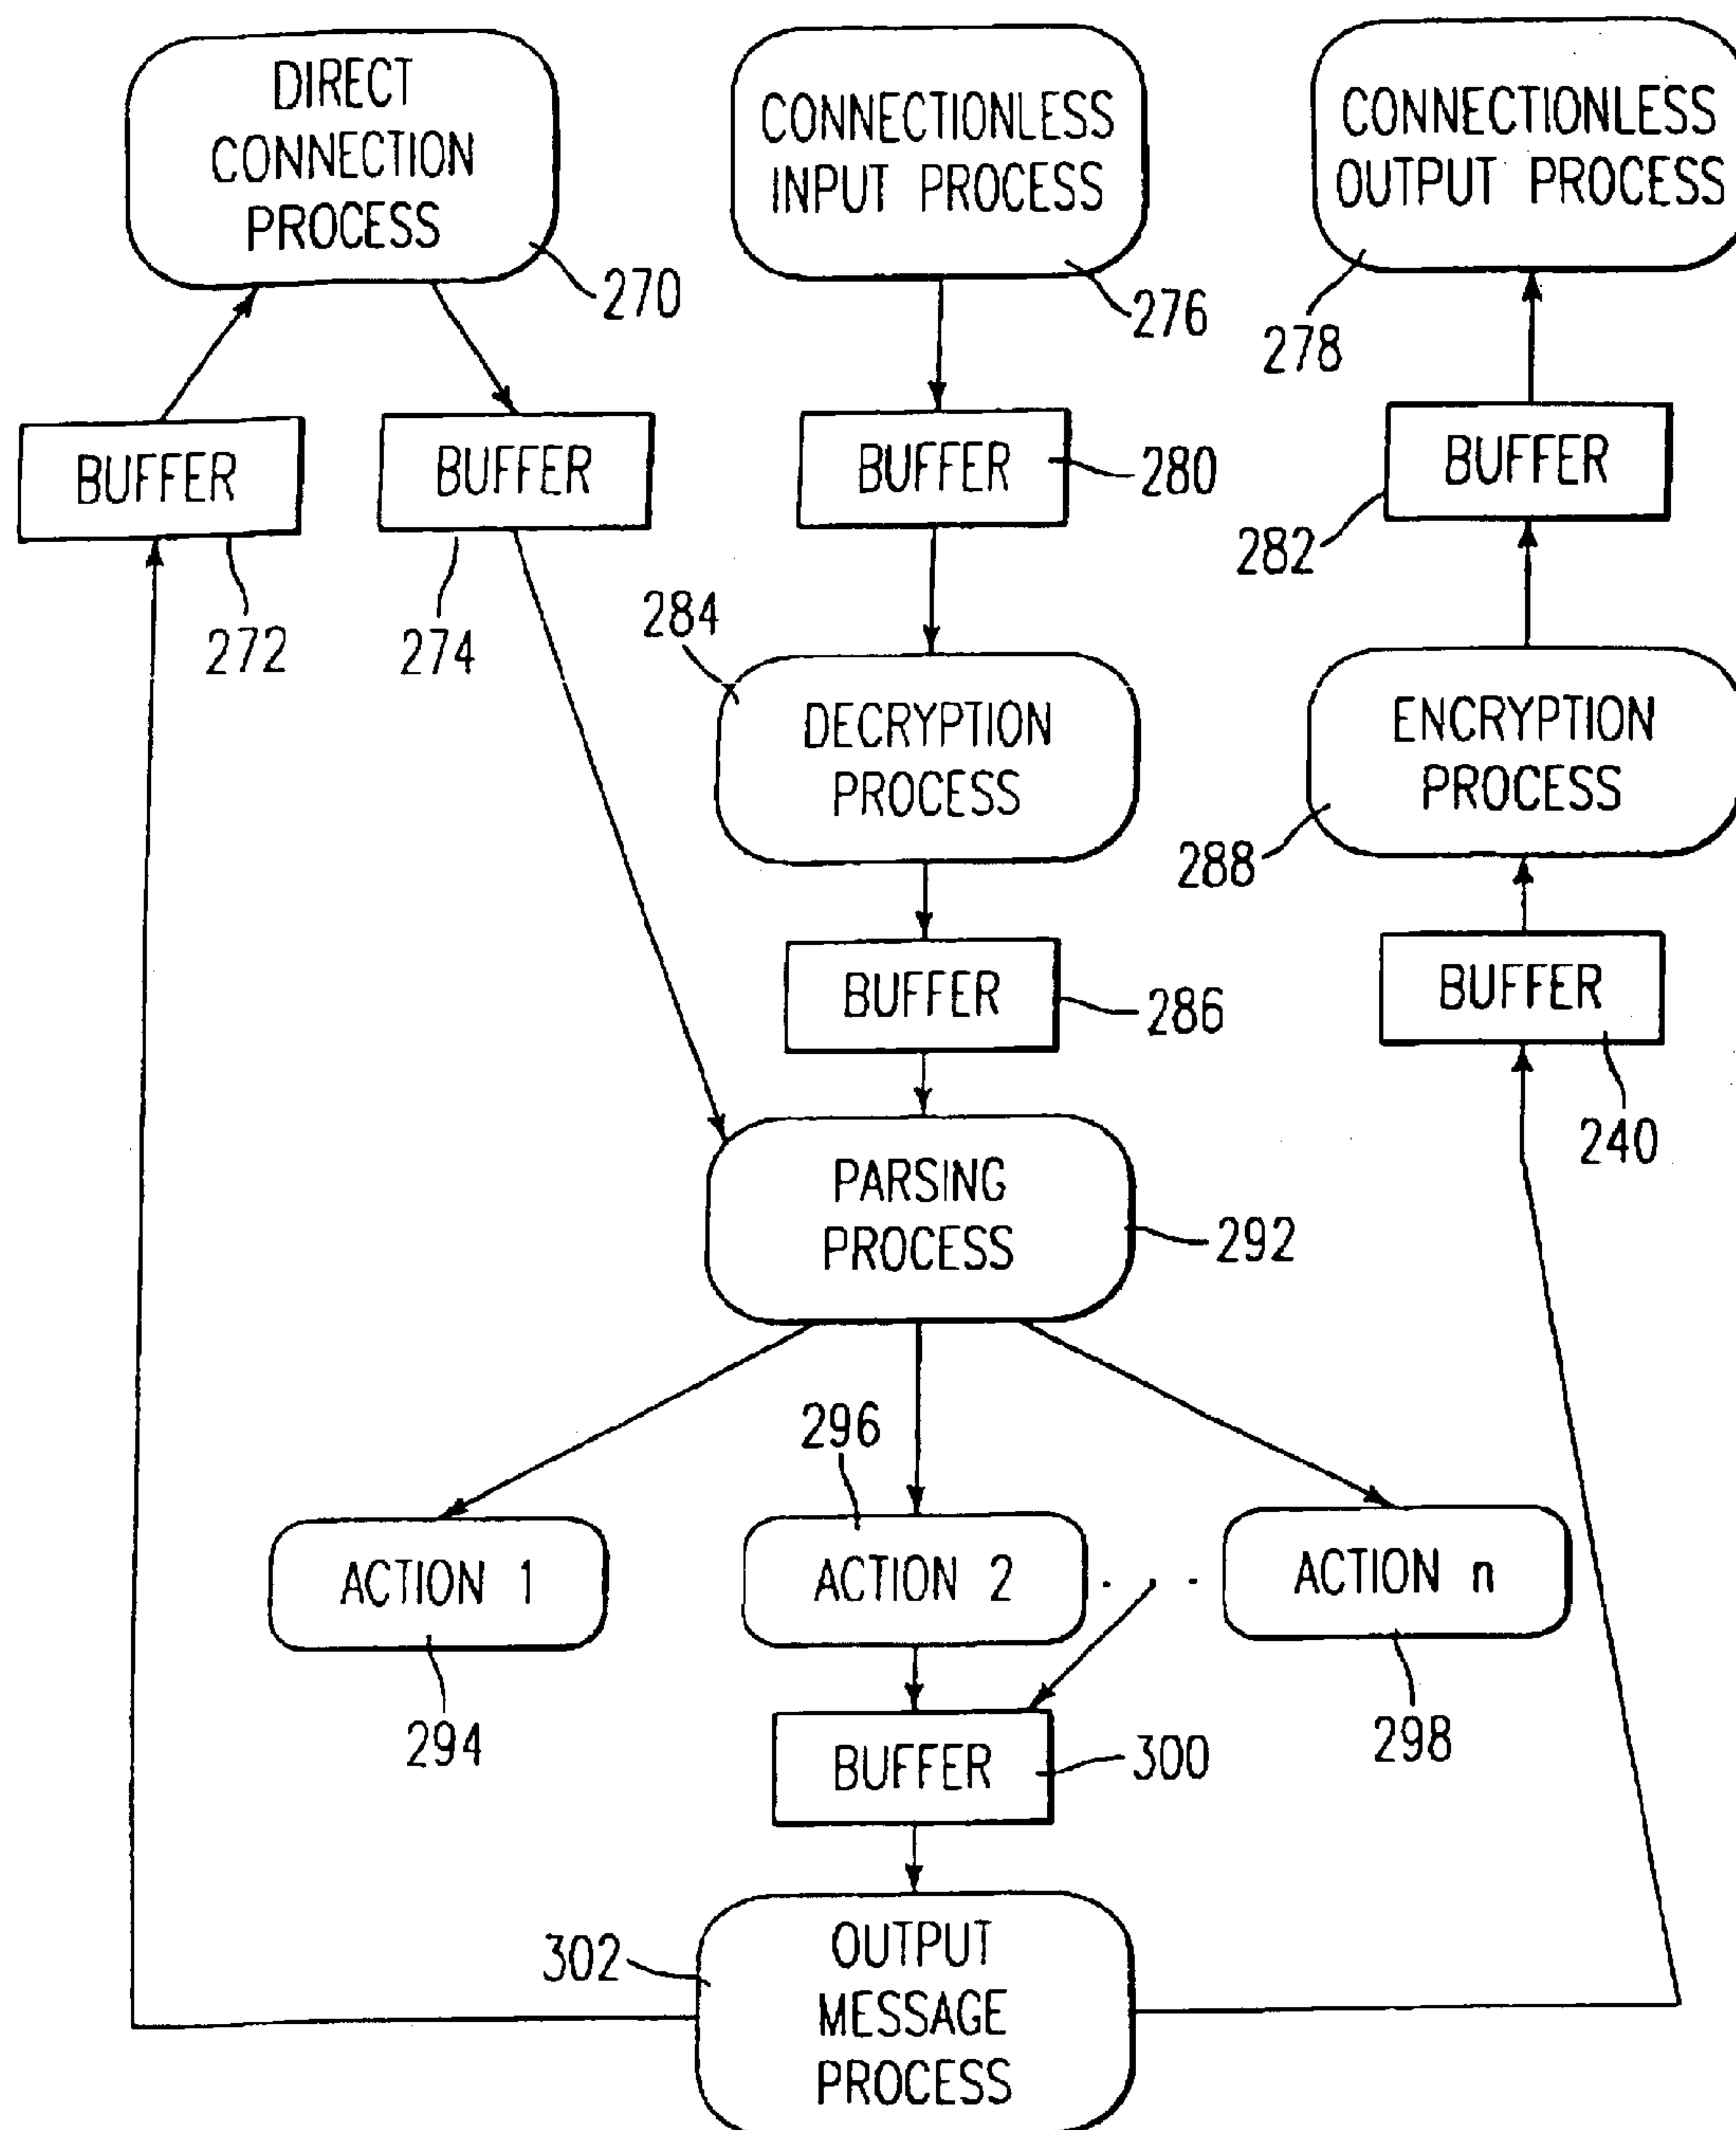 DIRECT
CONNECTION
PROCESS
270
CONNECTIONLESS
INPUT PROCESS
276
CONNECTIONLESS
OUTPUT PROCESS
278
BUFFER
272
BUFFER
274
BUFFER
280
BUFFER
282
284
DECRYPTION
PROCESS
ENCRYPTION
PROCESS
288
BUFFER
286
BUFFER
240
PARSING
PROCESS
292
ACTION 1
294
296
ACTION 2
. . .
ACTION n
298
BUFFER
300
302
OUTPUT
MESSAGE
PROCESS